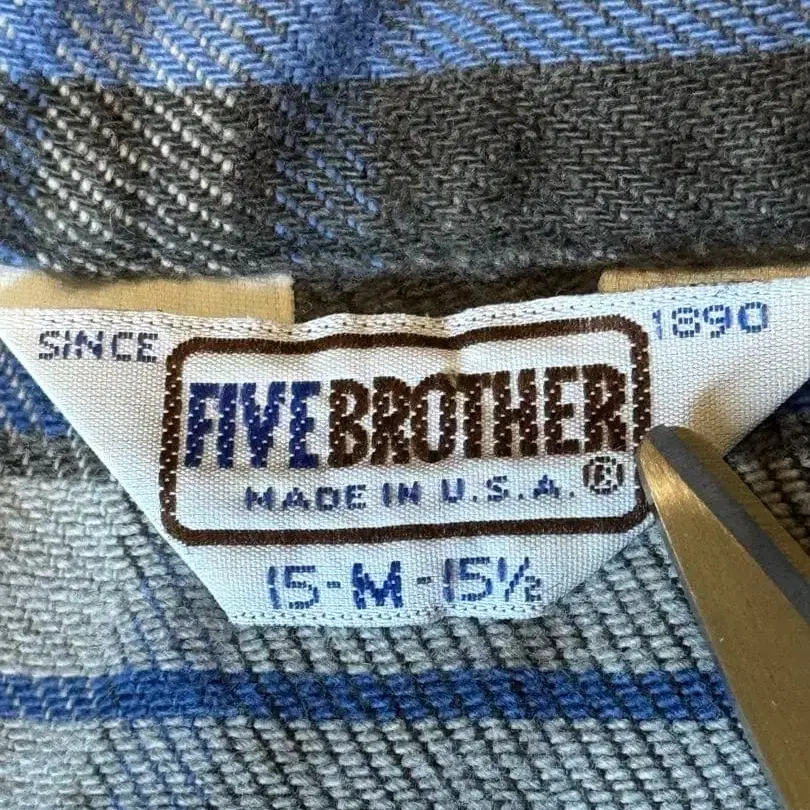 SINCE 1890
FIVE BROTHER
MADE IN U.S.A. ®
15-M-15½